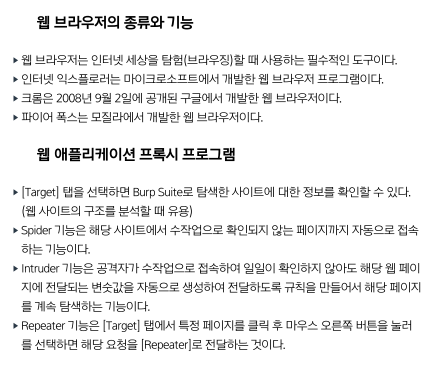 웹 브라우저의 종류와 기능
▶ 웹 브라우저는 인터넷 세상을 탐험(브라우징)할 때 사용하는 필수적인 도구이다.
▶ 인터넷 익스플로러는 마이크로소프트에서 개발한 웹 브라우저 프로그램이다.
▶ 크롬은 2008년 9월 2일에 공개된 구글에서 개발한 웹 브라우저이다.
▶ 파이어 폭스는 모질라에서 개발한 웹 브라우저이다.
웹 애플리케이션 프록시 프로그램
▶ [Target] 탭을 선택하면 Burp Suite로 탐색한 사이트에 대한 정보를 확인할 수 있다.
(웹 사이트의 구조를 분석할 때 유용)
▶ Spider 기능은 해당 사이트에서 수작업으로 확인되지 않는 페이지까지 자동으로 접속
하는 기능이다.
▶ Intruder 기능은 공격자가 수작업으로 접속하여 일일이 확인하지 않아도 해당 웹 페이
지에 전달되는 변숫값을 자동으로 생성하여 전달하도록 규칙을 만들어서 해당 페이지
를 계속 탐색하는 기능이다.
▶ Repeater 기능은 [Target] 탭에서 특정 페이지를 클릭 후 마우스 오른쪽 버튼을 눌러
를 선택하면 해당 요청을 [Repeater]로 전달하는 것이다.